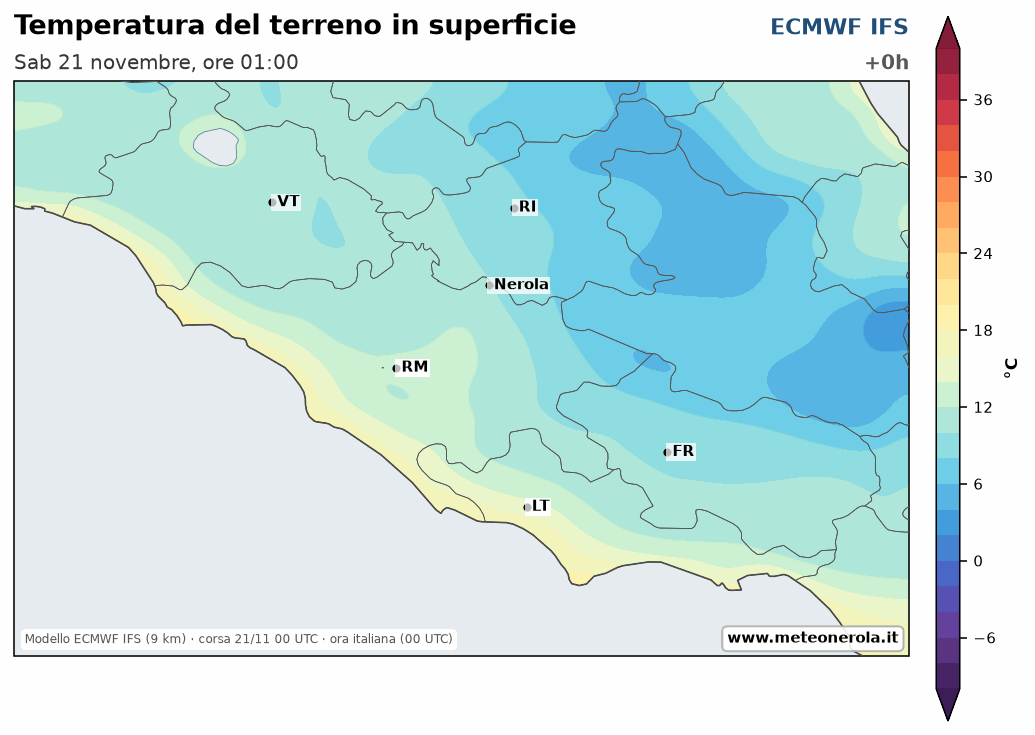 Temperatura del terreno in superficie
ECMWF IFS
Sab 21 novembre, ore 01:00
+0h
VT
RI
Nerola
RM
FR
LT
36
30
24
18
12
6
0
−6
°C
Modello ECMWF IFS (9 km) · corsa 21/11 00 UTC · ora italiana (00 UTC)
www.meteonerola.it